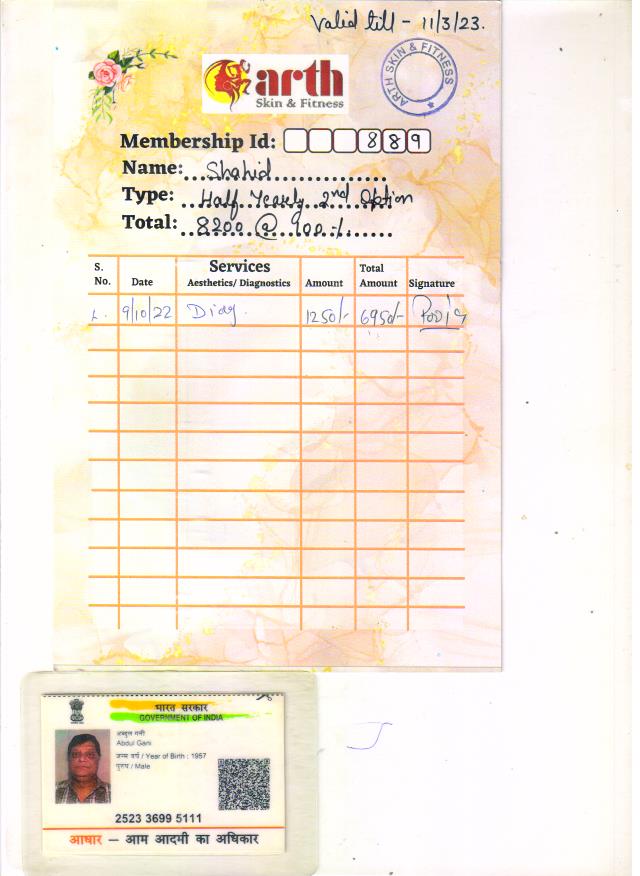 Valid till - 11/3/23.
arth
Skin & Fitness
ARTH SKIN & FITNESS
Membership Id: 889
Name: Shahid
Type: Half Yearly 2nd Option
Total: 8200 @ 900/-
S. No. Date Services Aesthetics/ Diagnostics Amount Total Amount Signature
1. 9/10/22 Diag. 1250/- 6950/-
भारत सरकार
GOVERNMENT OF INDIA
अब्दुल गनी
Abdul Gani
जन्म वर्ष / Year of Birth : 1957
पुरुष / Male
2523 3699 5111
आधार – आम आदमी का अधिकार